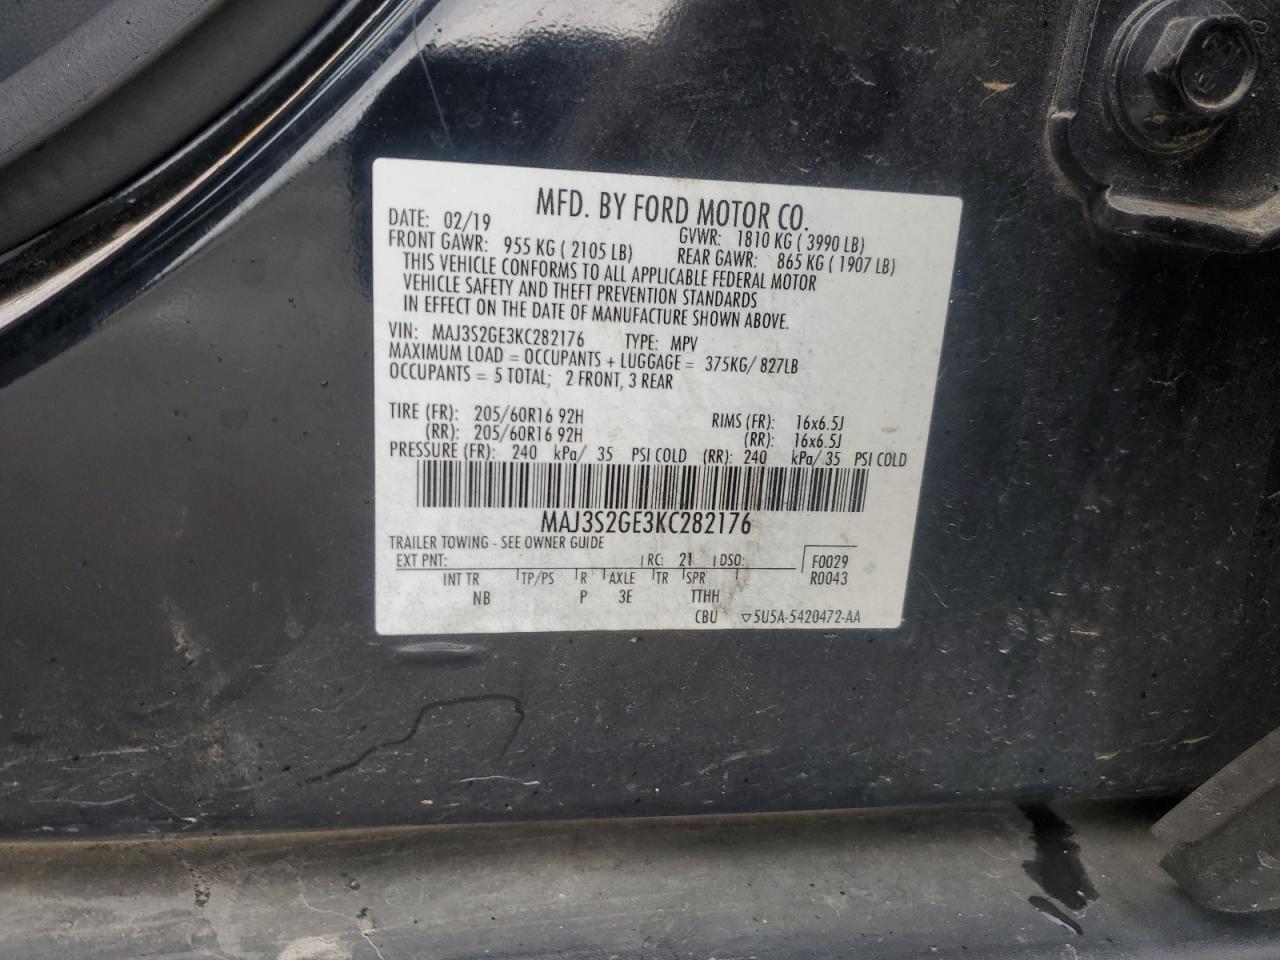 MFD. BY FORD MOTOR CO.
DATE: 02/19 GVWR: 1810 KG ( 3990 LB)
FRONT GAWR: 955 KG ( 2105 LB) REAR GAWR: 865 KG ( 1907 LB)
THIS VEHICLE CONFORMS TO ALL APPLICABLE FEDERAL MOTOR
VEHICLE SAFETY AND THEFT PREVENTION STANDARDS
IN EFFECT ON THE DATE OF MANUFACTURE SHOWN ABOVE.
VIN: MAJ3S2GE3KC282176 TYPE: MPV
MAXIMUM LOAD = OCCUPANTS + LUGGAGE = 375KG/ 827LB
OCCUPANTS = 5 TOTAL; 2 FRONT, 3 REAR
TIRE (FR): 205/60R16 92H RIMS (FR): 16x6.5J
(RR): 205/60R16 92H (RR): 16x6.5J
PRESSURE (FR): 240 kPa/ 35 PSI COLD (RR): 240 kPa/35 PSI COLD
MAJ3S2GE3KC282176
TRAILER TOWING - SEE OWNER GUIDE
EXT PNT: RC: 21 DSO: F0029
INT TR TP/PS R AXLE TR SPR R0043
NB P 3E TTHH
CBU ▽5U5A-5420472-AA